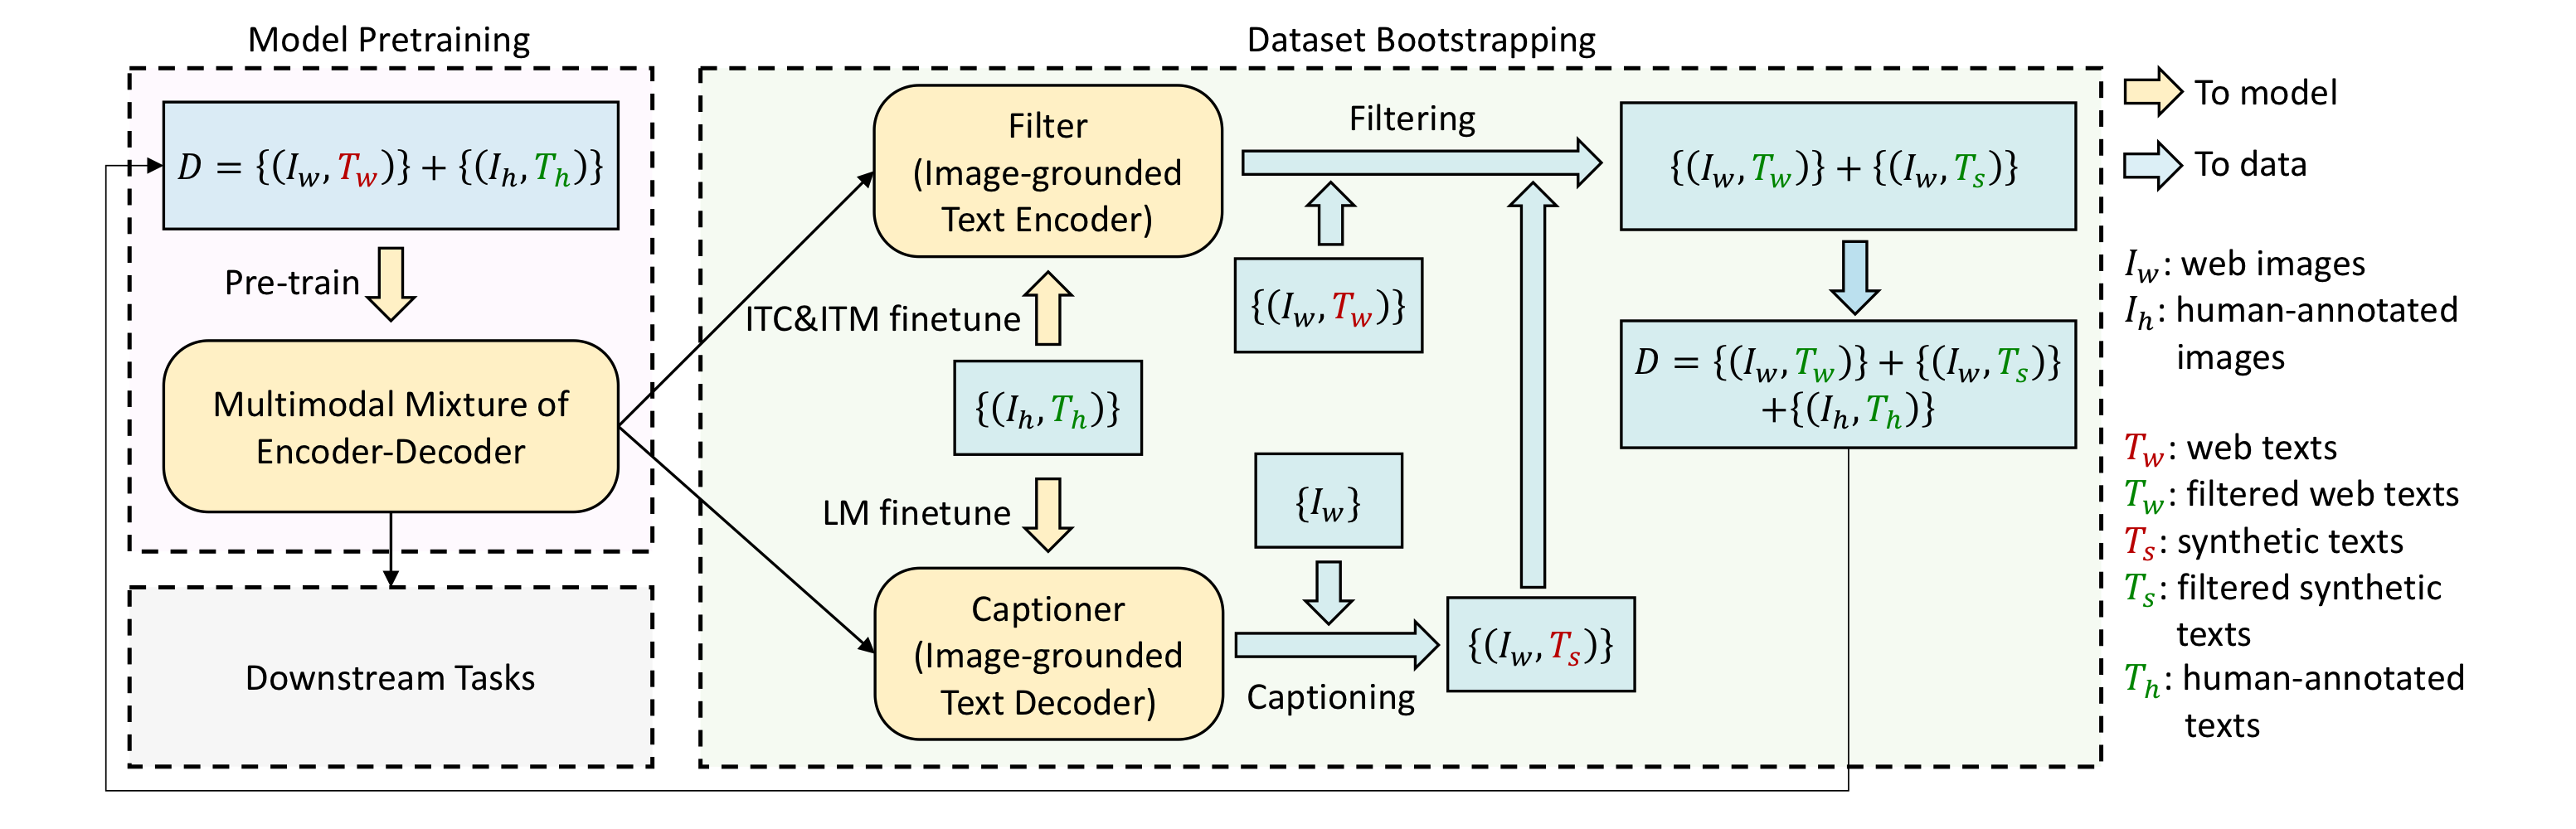 Model Pretraining
D = {(I_w, T_w)} + {(I_h, T_h)}
Pre-train
Multimodal Mixture of
Encoder-Decoder
Downstream Tasks
Dataset Bootstrapping
Filter
(Image-grounded
Text Encoder)
ITC&ITM finetune
{(I_h, T_h)}
LM finetune
Captioner
(Image-grounded
Text Decoder)
Filtering
{(I_w, T_w)}
{I_w}
Captioning
{(I_w, T_s)}
{(I_w, T_w)} + {(I_w, T_s)}
D = {(I_w, T_w)} + {(I_w, T_s)}
+{(I_h, T_h)}
To model
To data
I_w: web images
I_h: human-annotated
images
T_w: web texts
T_w: filtered web texts
T_s: synthetic texts
T_s: filtered synthetic
texts
T_h: human-annotated
texts